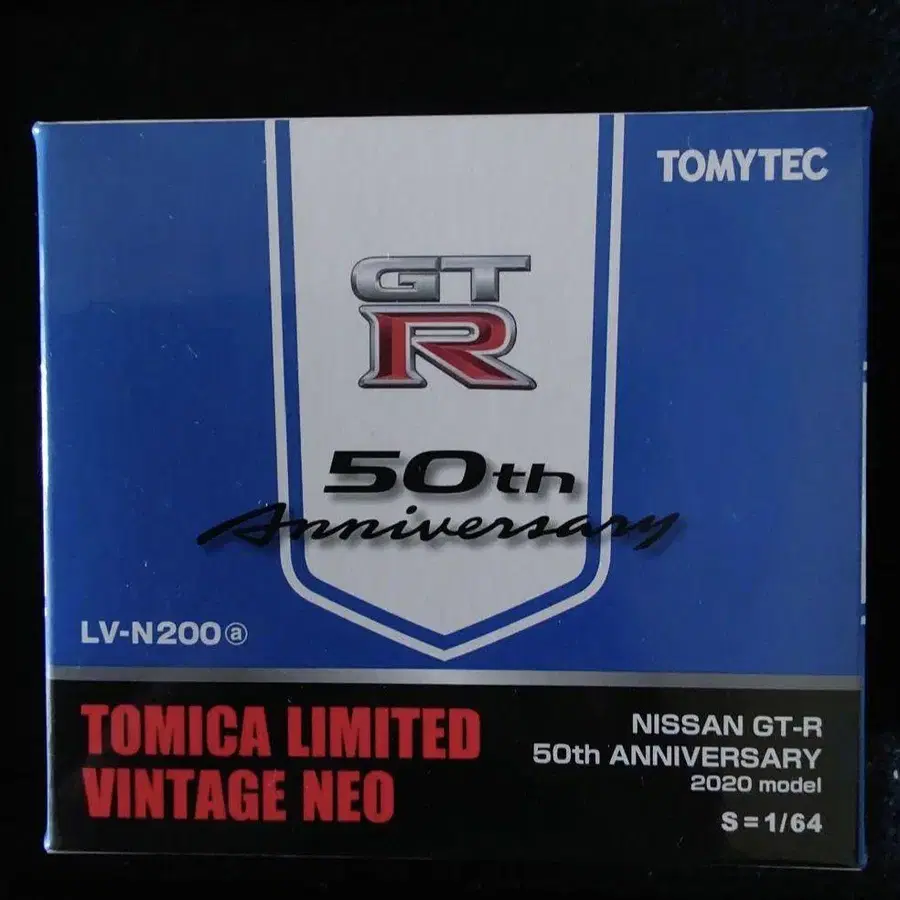 TOMYTEC
GT
R
50th
Anniversary
LV-N200ⓐ
TOMICA LIMITED
VINTAGE NEO
NISSAN GT-R
50th ANNIVERSARY
2020 model
S=1/64